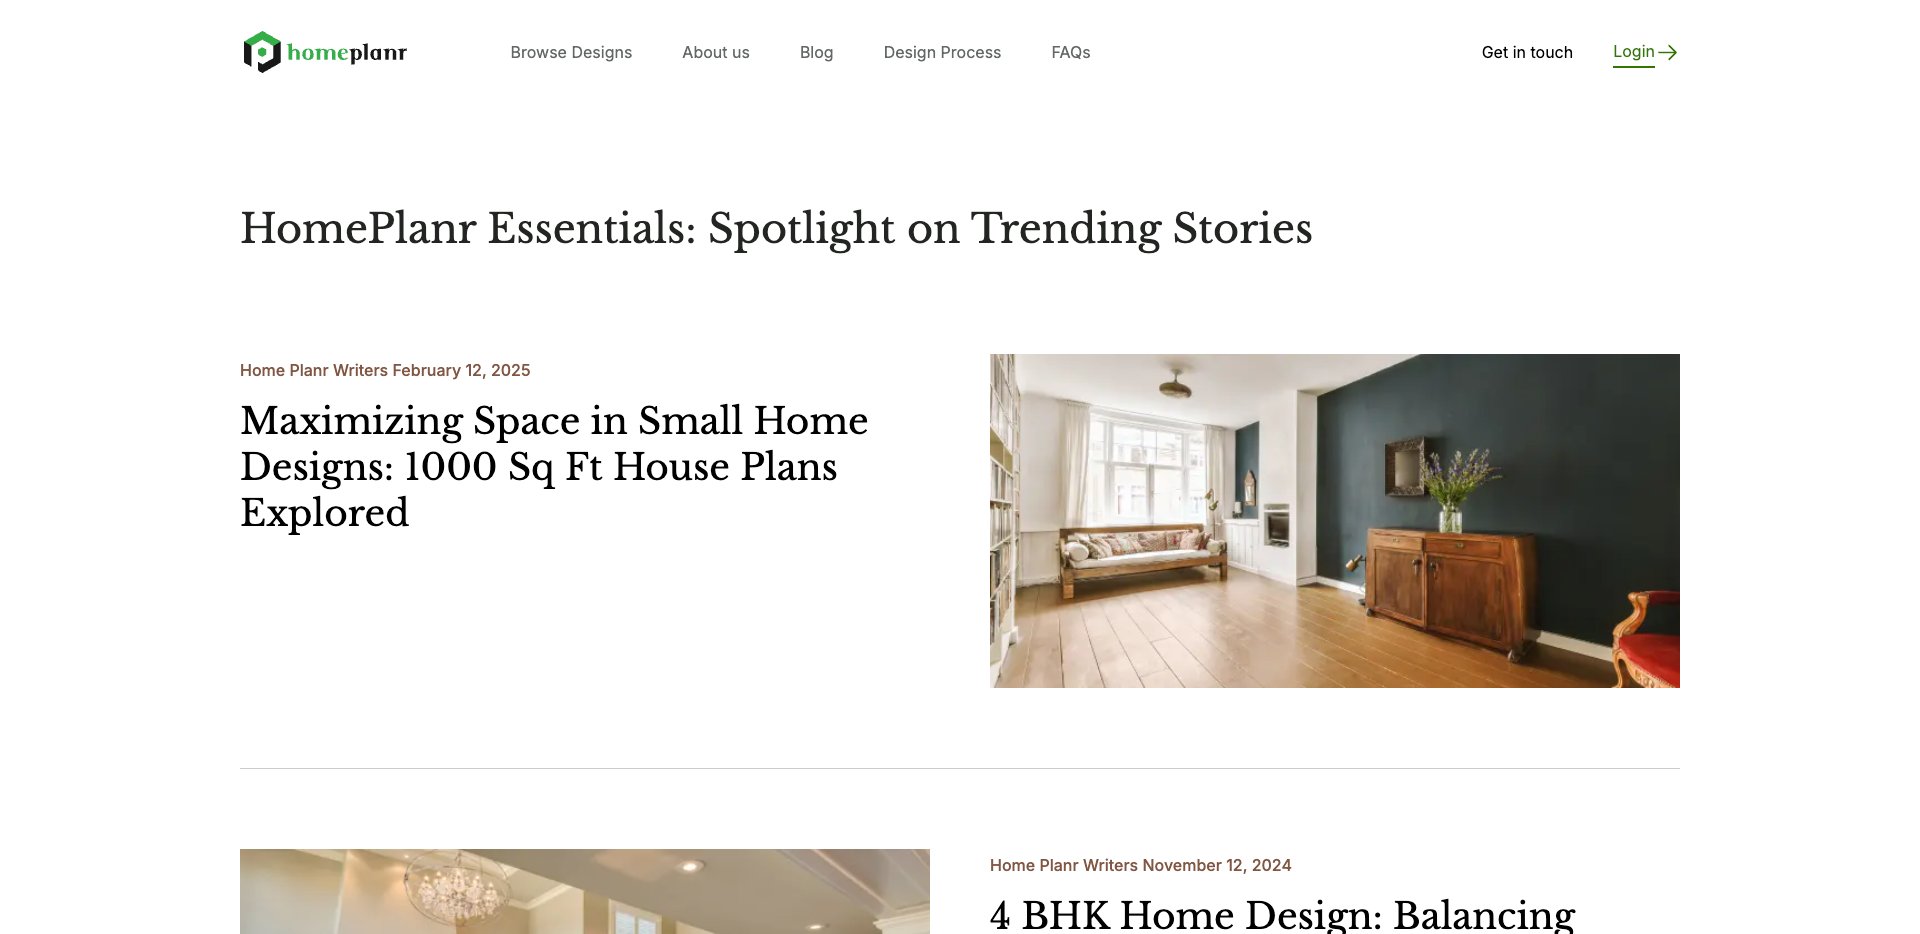 homeplanr
Browse Designs
About us
Blog
Design Process
FAQs
Get in touch
Login
HomePlanr Essentials: Spotlight on Trending Stories
Home Planr Writers February 12, 2025
Maximizing Space in Small Home
Designs: 1000 Sq Ft House Plans
Explored
Home Planr Writers November 12, 2024
4 BHK Home Design: Balancing